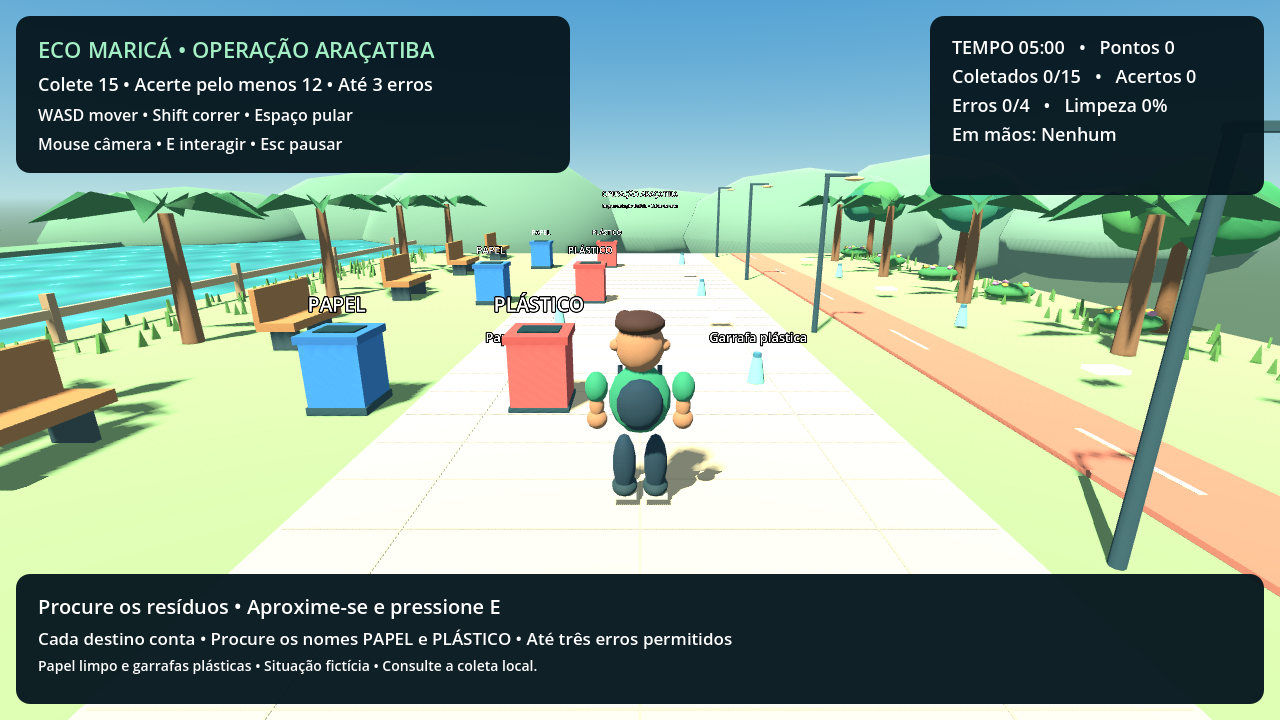 ECO MARICÁ • OPERAÇÃO ARAÇATIBA
Colete 15 • Acerte pelo menos 12 • Até 3 erros
WASD mover • Shift correr • Espaço pular
Mouse câmera • E interagir • Esc pausar
TEMPO 05:00 • Pontos 0
Coletados 0/15 • Acertos 0
Erros 0/4 • Limpeza 0%
Em mãos: Nenhum
PAPEL
PLÁSTICO
PAPEL
PLÁSTICO
PAPEL
PLÁSTICO
Garrafa plástica
Procure os resíduos • Aproxime-se e pressione E
Cada destino conta • Procure os nomes PAPEL e PLÁSTICO • Até três erros permitidos
Papel limpo e garrafas plásticas • Situação fictícia • Consulte a coleta local.